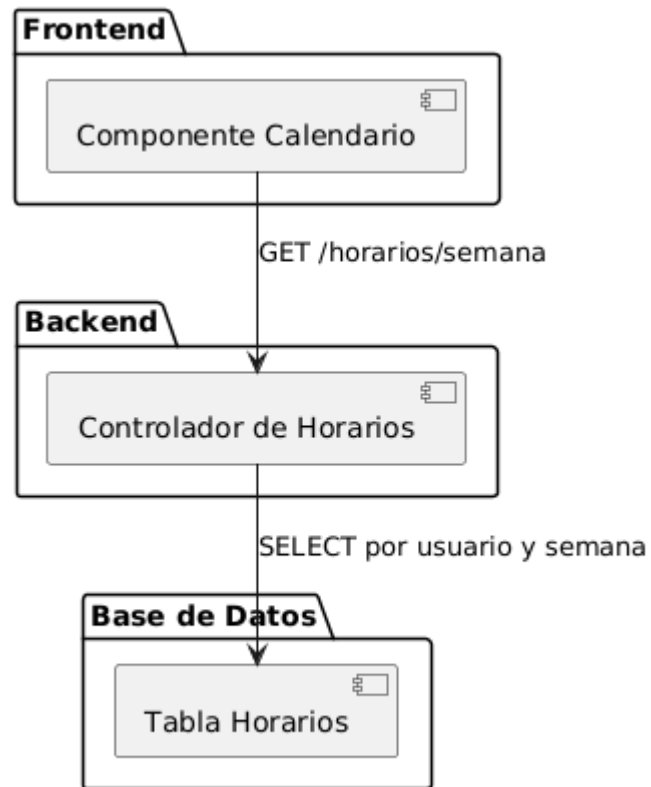 Frontend
Componente Calendario
GET /horarios/semana
Backend
Controlador de Horarios
SELECT por usuario y semana
Base de Datos
Tabla Horarios